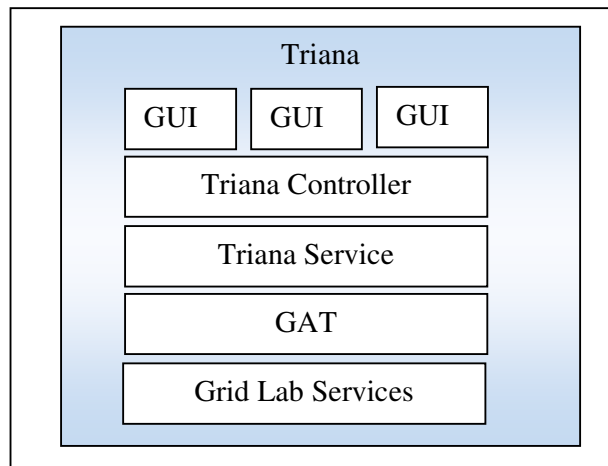 Triana
GUI GUI GUI
Triana Controller
Triana Service
GAT
Grid Lab Services